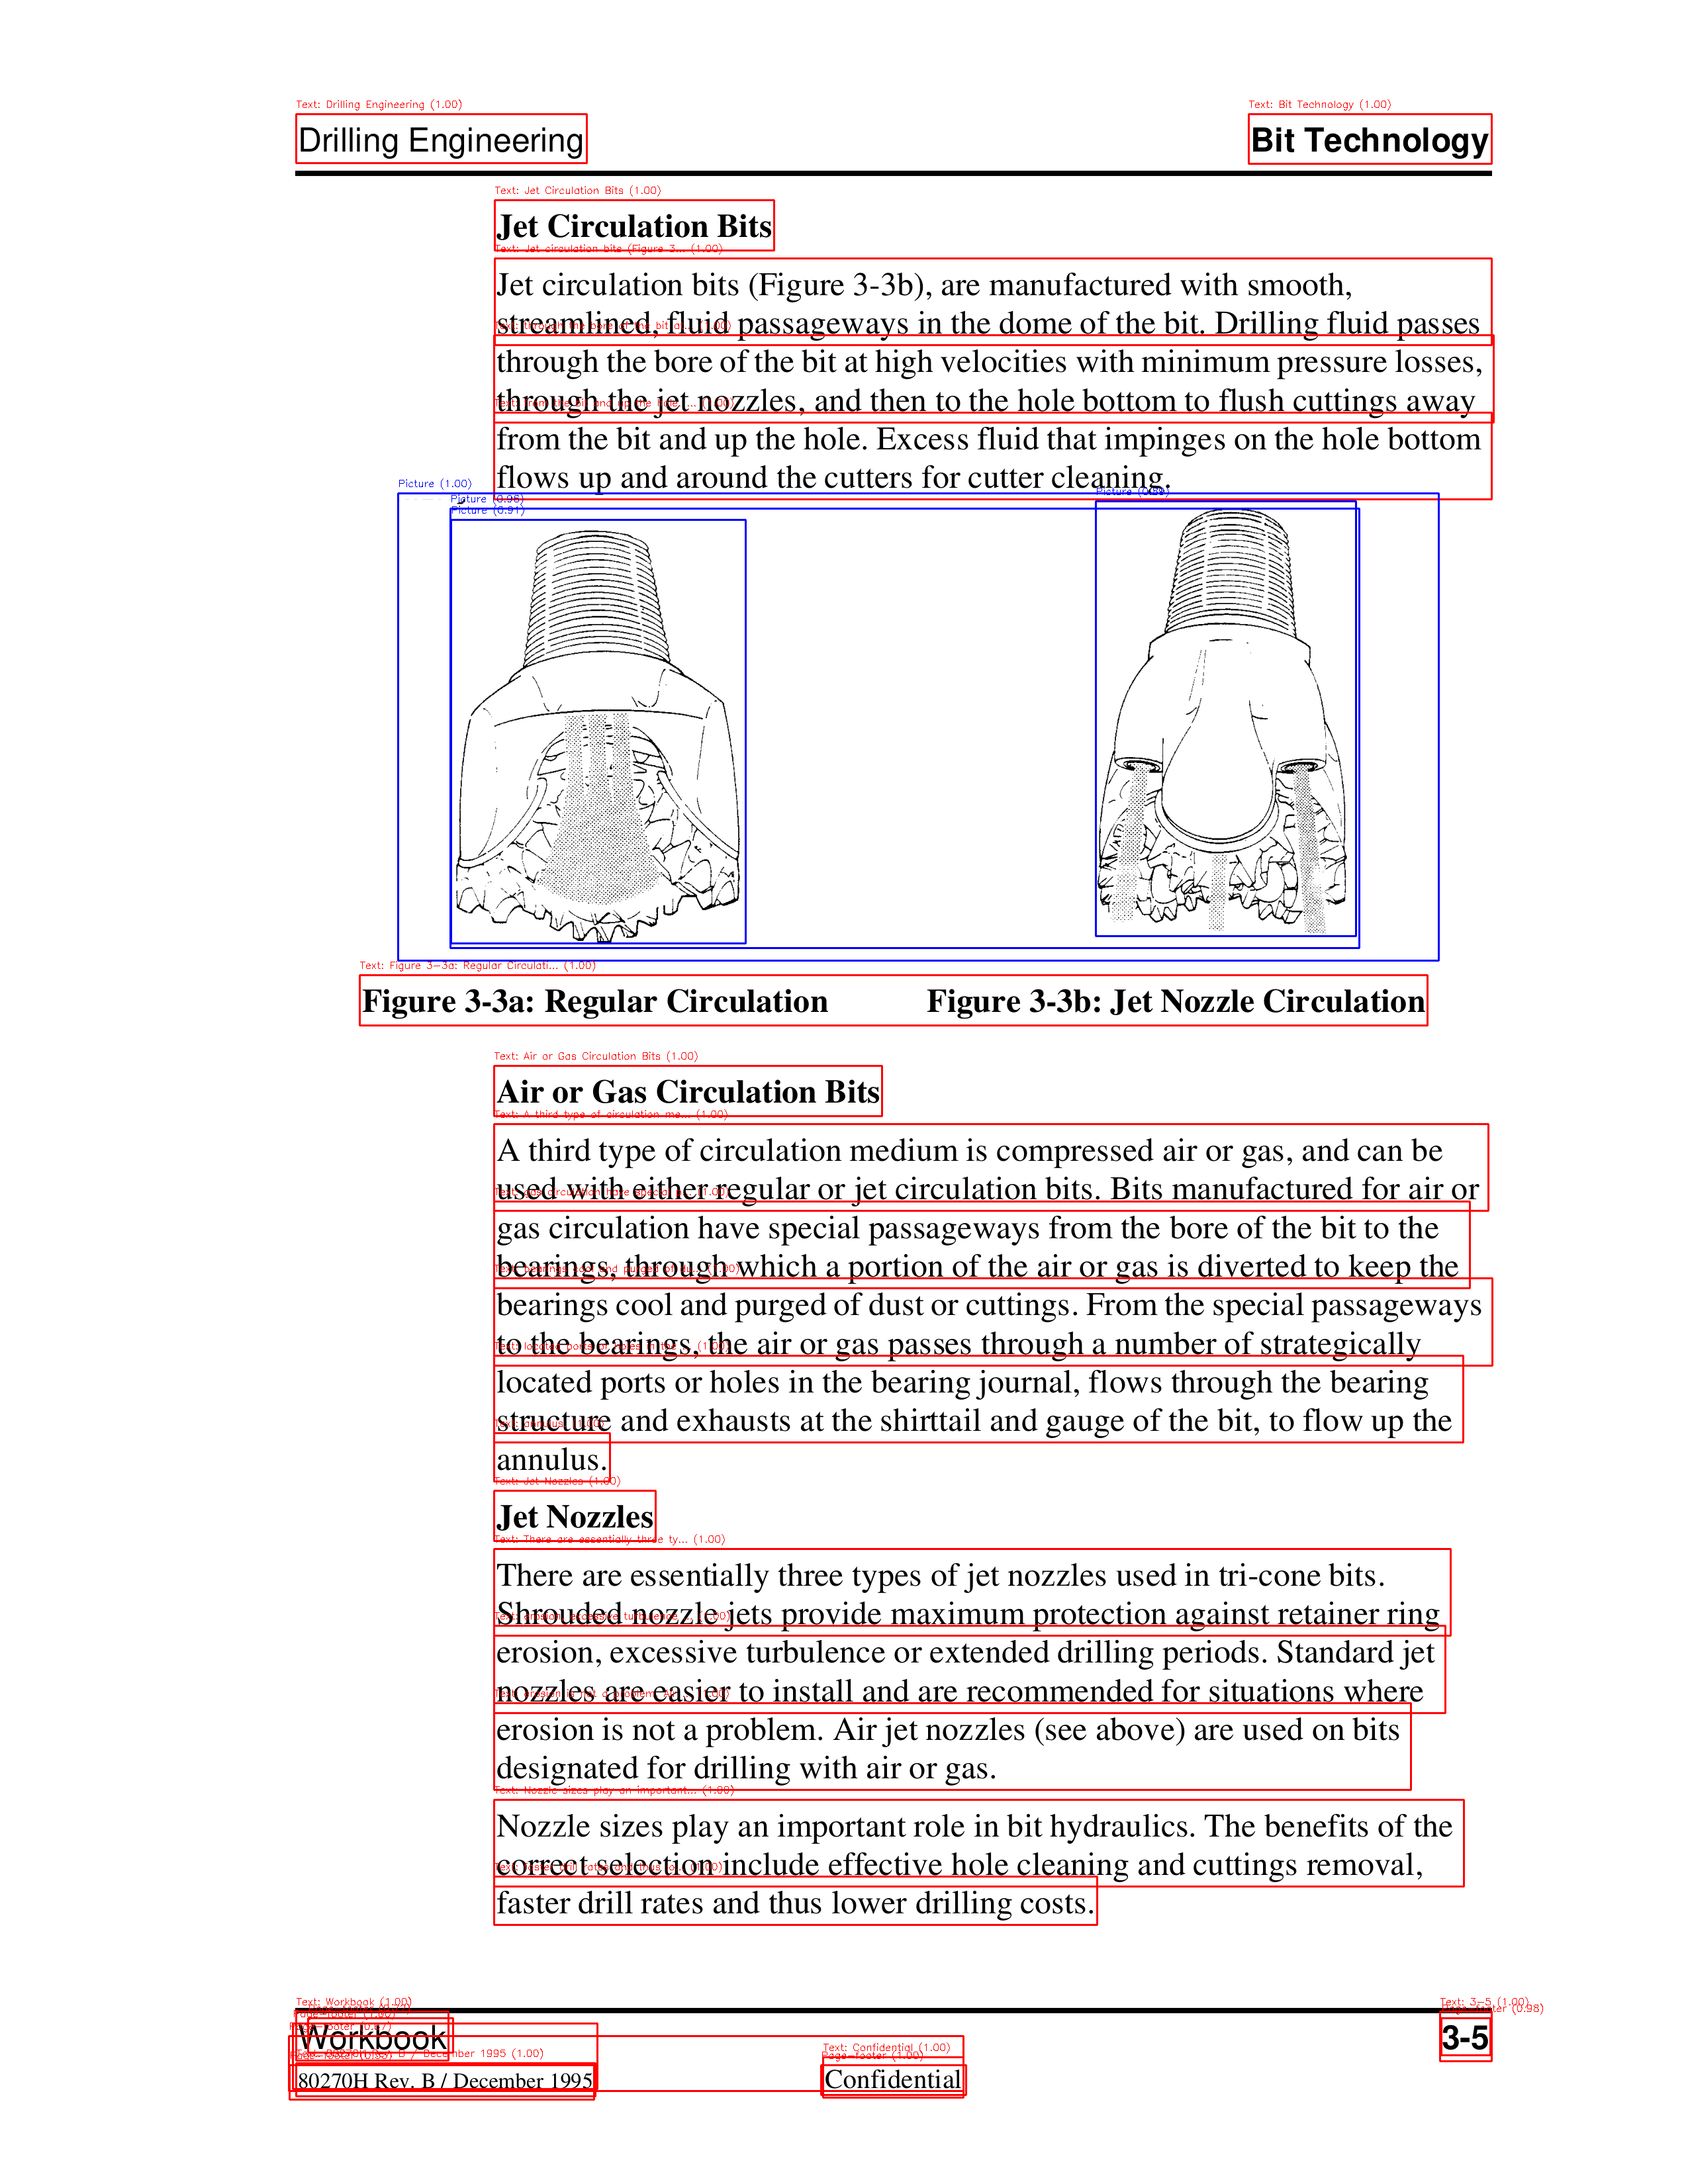 Drilling Engineering
Bit Technology
Jet Circulation Bits
Jet circulation bits (Figure 3-3b), are manufactured with smooth,
streamlined, fluid passageways in the dome of the bit. Drilling fluid passes
through the bore of the bit at high velocities with minimum pressure losses,
through the jet nozzles, and then to the hole bottom to flush cuttings away
from the bit and up the hole. Excess fluid that impinges on the hole bottom
flows up and around the cutters for cutter cleaning.
Figure 3-3a: Regular Circulation
Figure 3-3b: Jet Nozzle Circulation
Air or Gas Circulation Bits
A third type of circulation medium is compressed air or gas, and can be
used with either regular or jet circulation bits. Bits manufactured for air or
gas circulation have special passageways from the bore of the bit to the
bearings, through which a portion of the air or gas is diverted to keep the
bearings cool and purged of dust or cuttings. From the special passageways
to the bearings, the air or gas passes through a number of strategically
located ports or holes in the bearing journal, flows through the bearing
structure and exhausts at the shirttail and gauge of the bit, to flow up the
annulus.
Jet Nozzles
There are essentially three types of jet nozzles used in tri-cone bits.
Shrouded nozzle jets provide maximum protection against retainer ring
erosion, excessive turbulence or extended drilling periods. Standard jet
nozzles are easier to install and are recommended for situations where
erosion is not a problem. Air jet nozzles (see above) are used on bits
designated for drilling with air or gas.
Nozzle sizes play an important role in bit hydraulics. The benefits of the
correct selection include effective hole cleaning and cuttings removal,
faster drill rates and thus lower drilling costs.
Workbook
3-5
80270H Rev. B / December 1995
Confidential